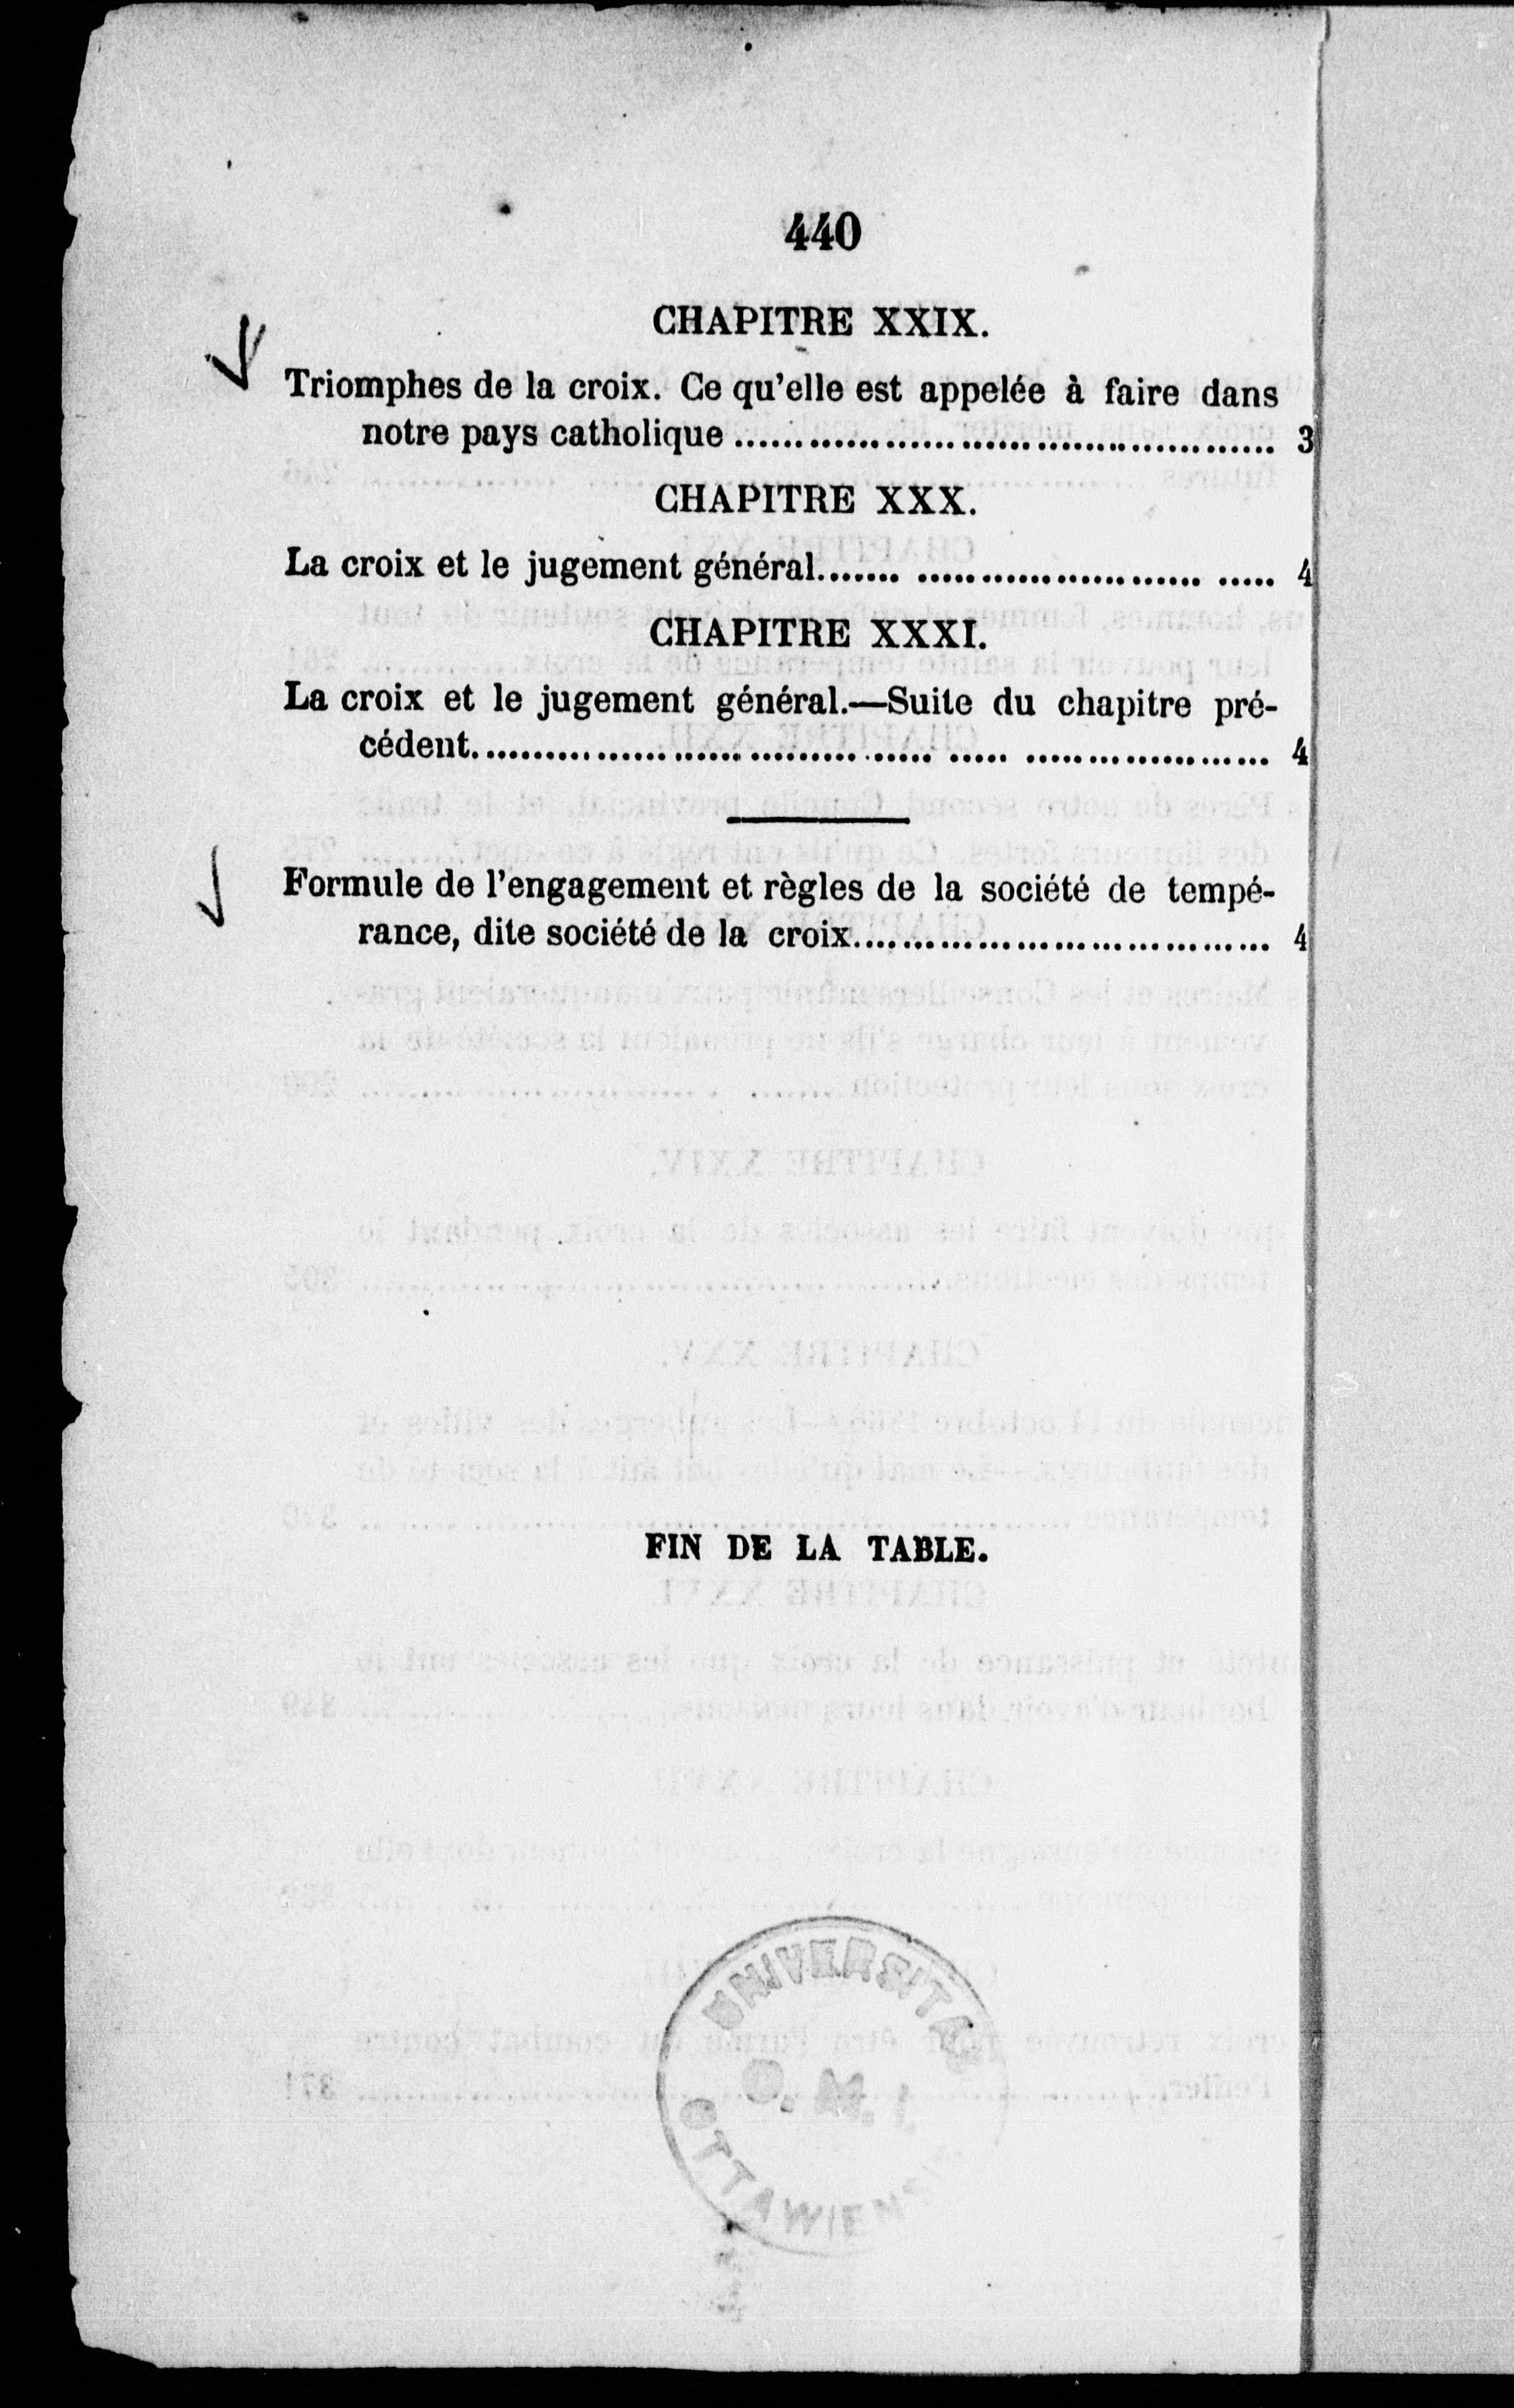 440
CHAPITRE XXIX.
Triomphes de la croix. Ce qu'elle est appelée à faire dans
notre pays catholique ............................................ 3
CHAPITRE XXX.
La croix et le jugement général....... ....................... ..... 4
CHAPITRE XXXI.
La croix et le jugement général.—Suite du chapitre pré-
cédent..................................... ..... .................... 4
Formule de l'engagement et règles de la société de tempé-
rance, dite société de la croix.................................. 4
FIN DE LA TABLE.
UNIVERSITA
O. M. I.
OTTAWIEN